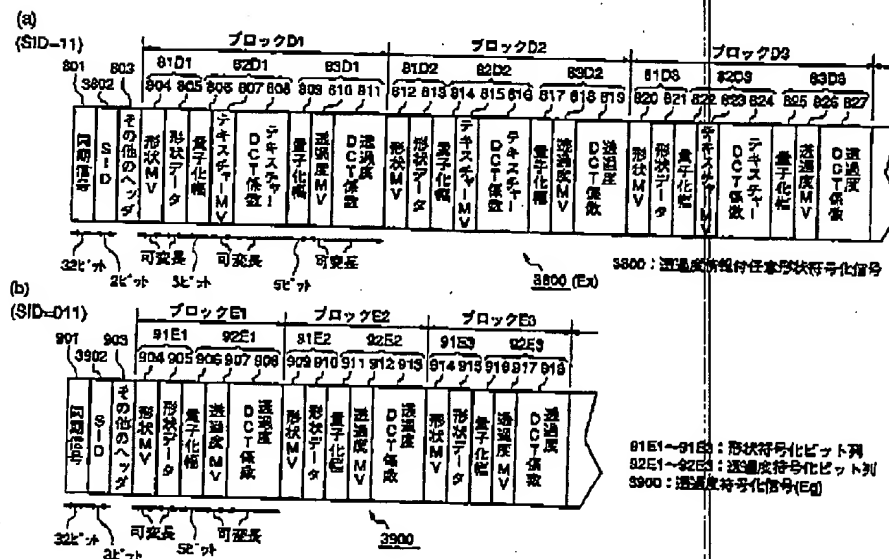 (a)
(SID=11)
ブロックD1 ブロックD2 ブロックD3
81D1 82D1 83D1 81D2 82D2 83D2 81D3 82D3 83D3
801 3802 803 804 805 806 807 808 809 810 811 812 813 814 815 816 817 818 819 820 821 822 823 824 825 826 827
同期信号
SID
その他のヘッダ
形状MV
形状データ
量子化幅
テキスチャーMV
テキスチャーDCT係数
量子化幅
透過度MV
透過度DCT係数
形状MV
形状データ
量子化幅
テキスチャーMV
テキスチャーDCT係数
量子化幅
透過度MV
透過度DCT係数
形状MV
形状データ
量子化幅
テキスチャーMV
テキスチャーDCT係数
量子化幅
透過度MV
透過度DCT係数
32ビット 2ビット 可変長 5ビット 可変長 5ビット 可変長
3800 (Ex)
3800:透過度情報付任意形状符号化信号
(b)
(SID=011)
ブロックE1 ブロックE2 ブロックE3
91E1 92E1 91E2 92E2 91E3 92E3
901 3902 903 904 905 906 907 908 909 910 911 912 913 914 915 916 917 918
同期信号
SID
その他のヘッダ
形状MV
形状データ
量子化幅
透過度MV
透過度DCT係数
形状MV
形状データ
量子化幅
透過度MV
透過度DCT係数
形状MV
形状データ
量子化幅
透過度MV
透過度DCT係数
32ビット 3ビット 可変長 5ビット 可変長
3900
91E1~91E3:形状符号化ビット列
92E1~92E3:透過度符号化ビット列
3900:透過度符号化信号(Eg)